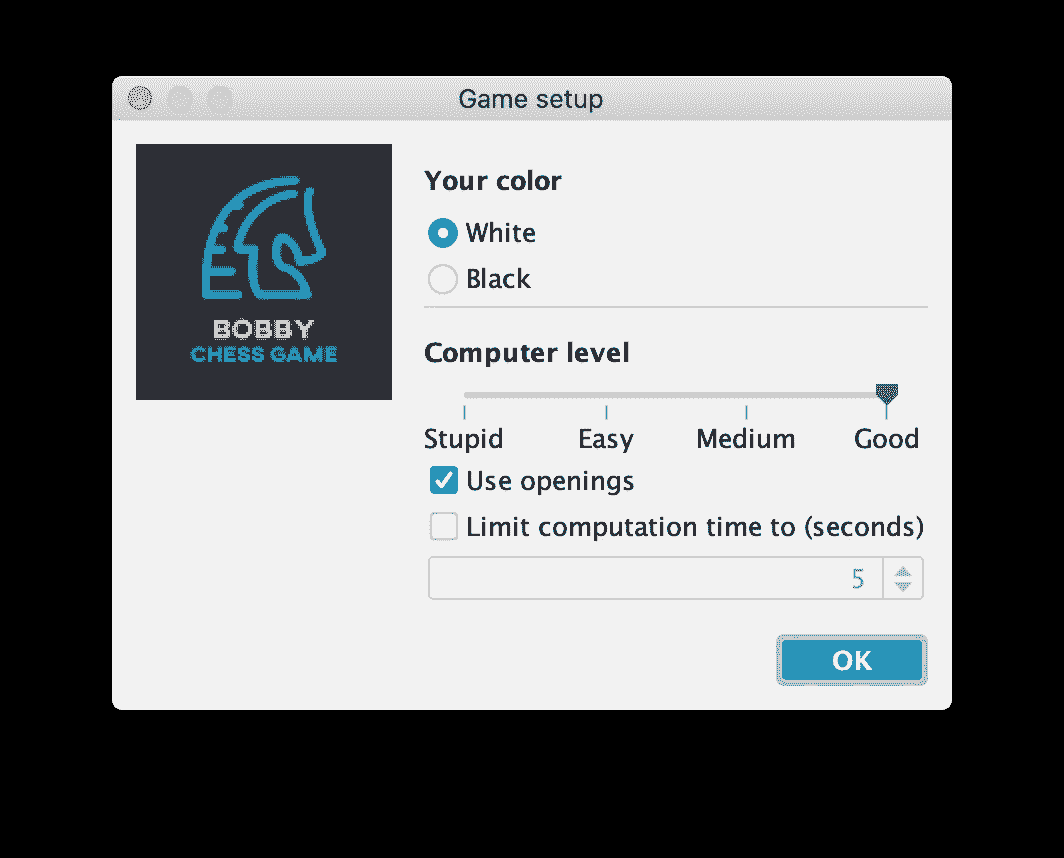 Game setup
BOBBY
CHESS GAME
Your color
White
Black
Computer level
Stupid Easy Medium Good
Use openings
Limit computation time to (seconds)
5
OK